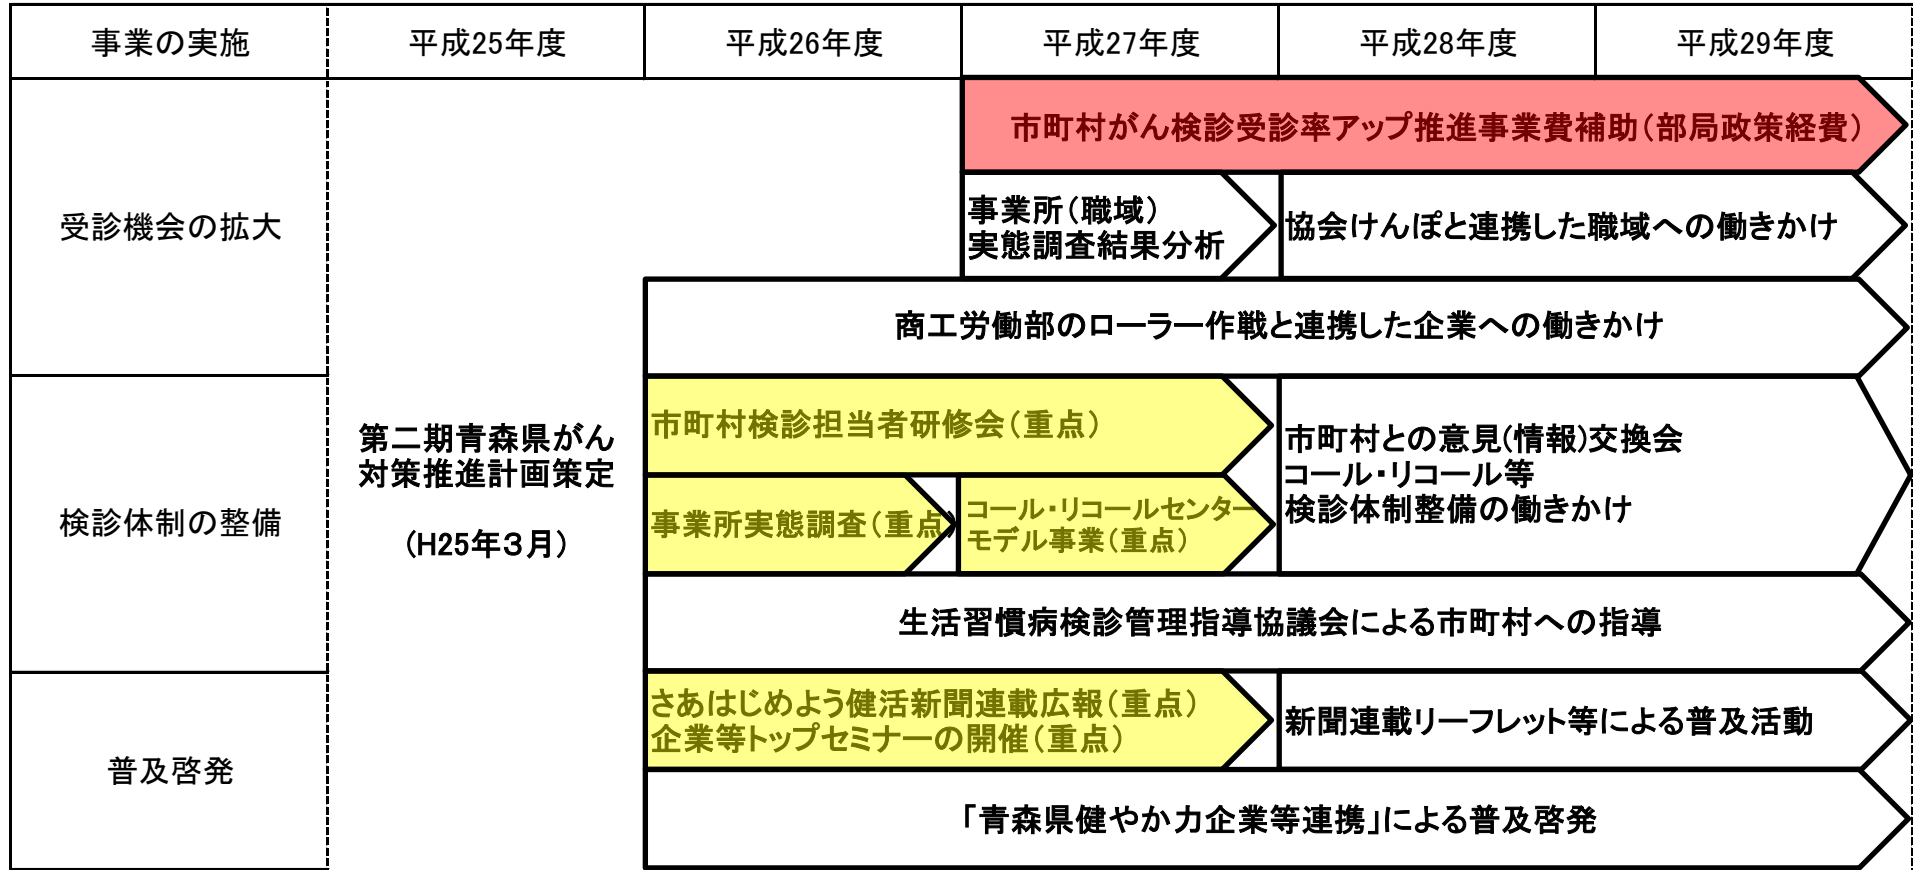 事業の実施
平成25年度
平成26年度
平成27年度
平成28年度
平成29年度
受診機会の拡大
市町村がん検診受診率アップ推進事業費補助（部局政策経費）
事業所（職域）
実態調査結果分析
協会けんぽと連携した職域への働きかけ
商工労働部のローラー作戦と連携した企業への働きかけ
第二期青森県がん
対策推進計画策定
（H25年３月）
検診体制の整備
市町村検診担当者研修会（重点）
事業所実態調査（重点）
コール・リコールセンター
モデル事業（重点）
市町村との意見(情報)交換会
コール・リコール等
検診体制整備の働きかけ
生活習慣病検診管理指導協議会による市町村への指導
普及啓発
さあはじめよう健活新聞連載広報（重点）
企業等トップセミナーの開催（重点）
新聞連載リーフレット等による普及活動
「青森県健やか力企業等連携」による普及啓発